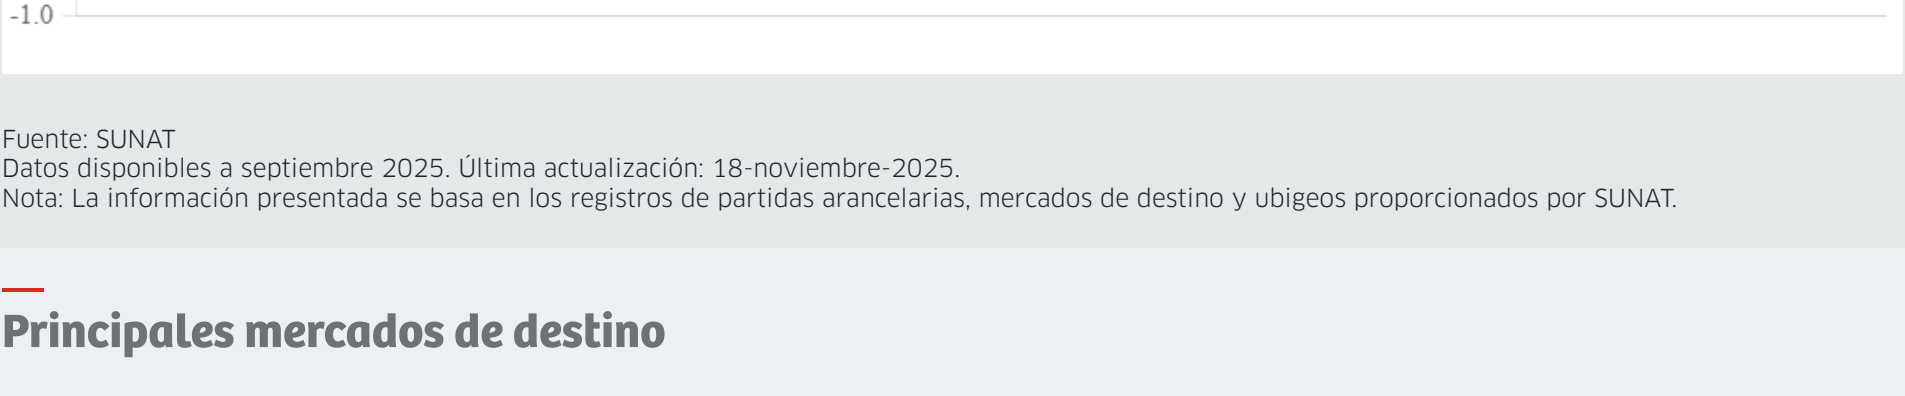 -1.0
Fuente: SUNAT
Datos disponibles a septiembre 2025. Última actualización: 18-noviembre-2025.
Nota: La información presentada se basa en los registros de partidas arancelarias, mercados de destino y ubigeos proporcionados por SUNAT.
Principales mercados de destino